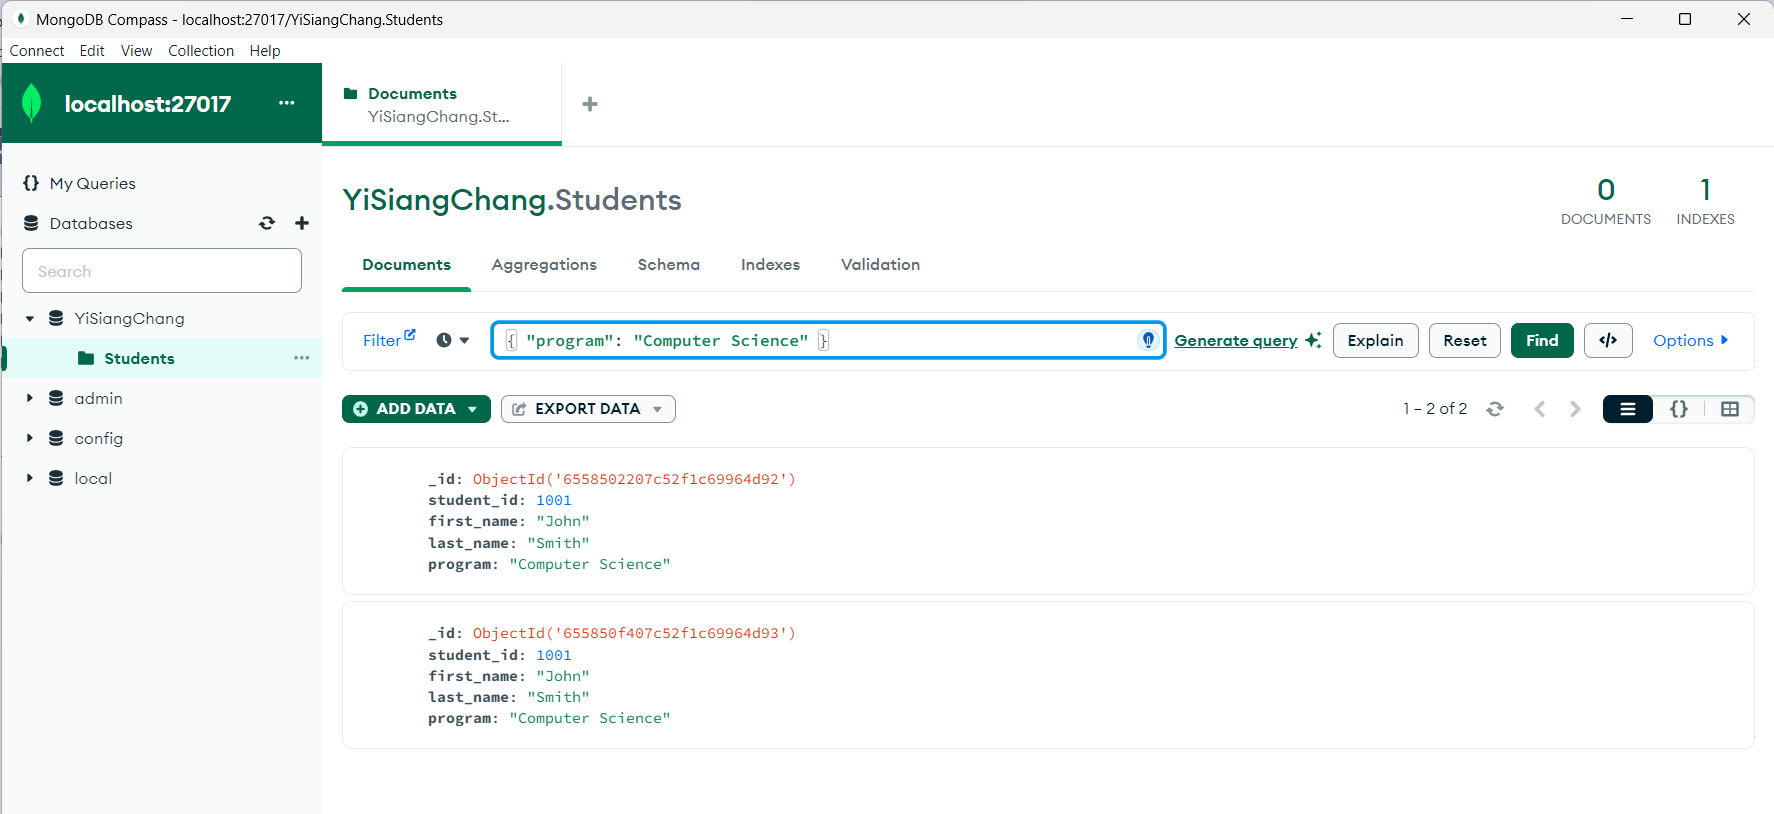 MongoDB Compass - localhost:27017/YiSiangChang.Students
Connect Edit View Collection Help
localhost:27017 ...
Documents
YiSiangChang.St...
{} My Queries
Databases
Search
YiSiangChang
Students
admin
config
local
YiSiangChang.Students
0
DOCUMENTS
1
INDEXES
Documents Aggregations Schema Indexes Validation
Filter { "program": "Computer Science" } Generate query Explain Reset Find </> Options
ADD DATA EXPORT DATA 1 – 2 of 2 {}
_id: ObjectId('6558502207c52f1c69964d92')
student_id: 1001
first_name: "John"
last_name: "Smith"
program: "Computer Science"
_id: ObjectId('655850f407c52f1c69964d93')
student_id: 1001
first_name: "John"
last_name: "Smith"
program: "Computer Science"